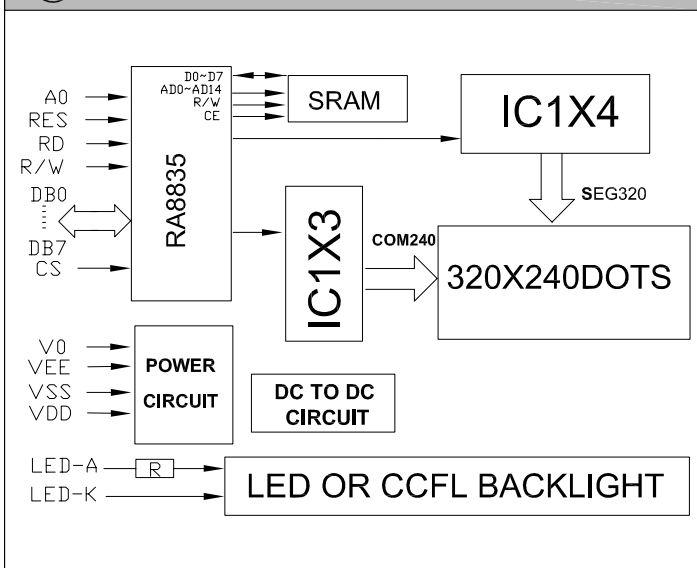 A0
RES
RD
R/W
DB0
DB7
CS
RA8835
D0~D7
AD0~AD14
R/W
CE
SRAM
IC1X4
SEG320
IC1X3
COM240
320X240DOTS
V0
VEE
VSS
VDD
POWER
CIRCUIT
DC TO DC
CIRCUIT
LED-A
R
LED-K
LED OR CCFL BACKLIGHT